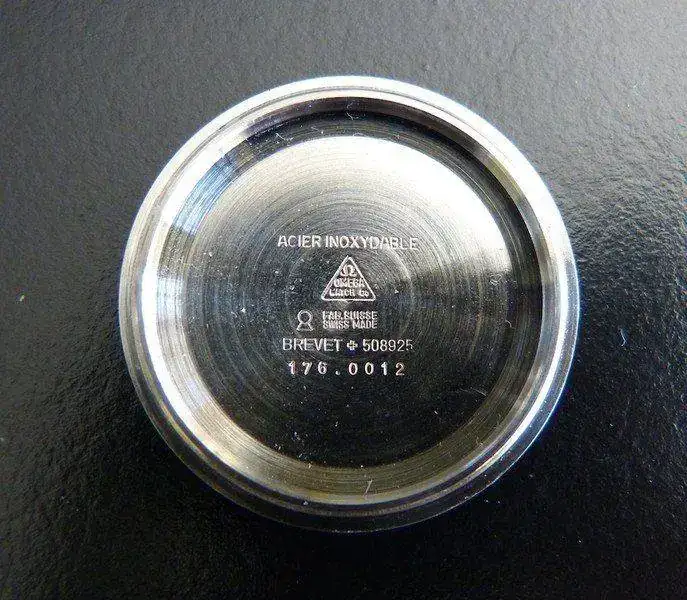 ACIER INOXYDABLE
Ω
OMEGA
WATCH Co
FAB. SUISSE
SWISS MADE
BREVET ✚ 508925
176.0012